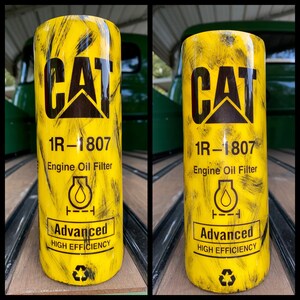 CAT
1R-1807
Engine Oil Filter
Advanced
HIGH EFFICIENCY
CAT
1R-1807
Engine Oil Filter
Advanced
HIGH EFFICIENCY